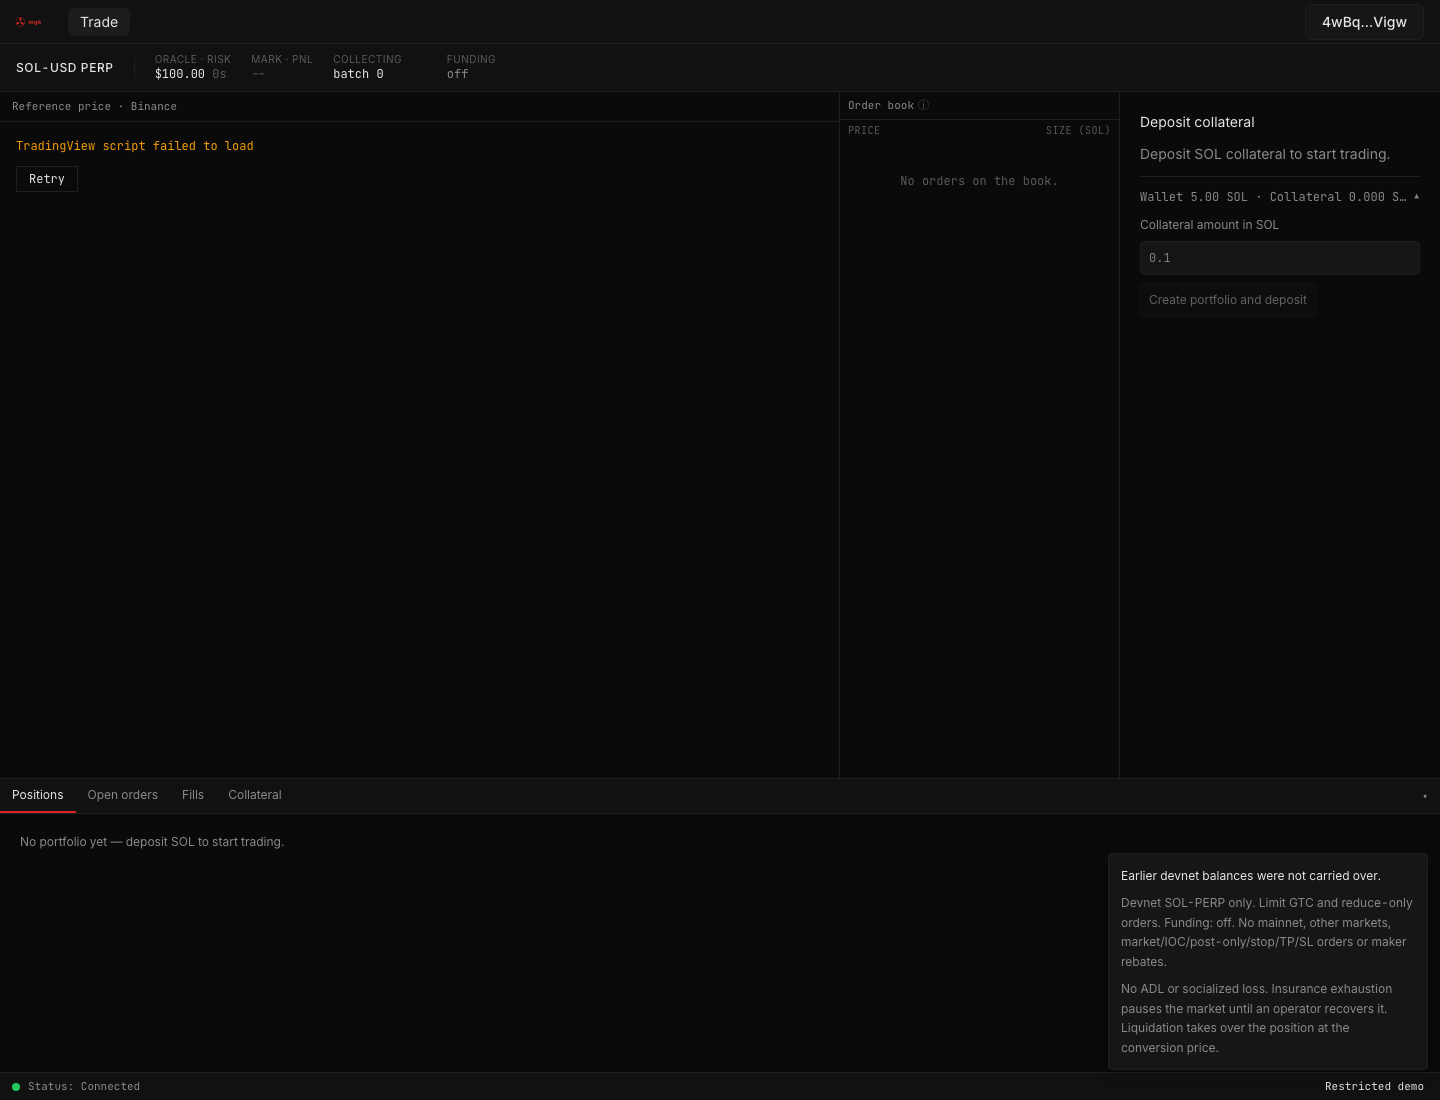 mgk
Trade
4wBq...Vigw
SOL-USD PERP
ORACLE · RISK
$100.00 0s
MARK · PNL
--
COLLECTING
batch 0
FUNDING
off
Reference price · Binance
TradingView script failed to load
Retry
Order book ⓘ
PRICE SIZE (SOL)
No orders on the book.
Deposit collateral
Deposit SOL collateral to start trading.
Wallet 5.00 SOL · Collateral 0.000 S… ▴
Collateral amount in SOL
0.1
Create portfolio and deposit
Positions Open orders Fills Collateral ▾
No portfolio yet — deposit SOL to start trading.
Earlier devnet balances were not carried over.
Devnet SOL-PERP only. Limit GTC and reduce-only
orders. Funding: off. No mainnet, other markets,
market/IOC/post-only/stop/TP/SL orders or maker
rebates.
No ADL or socialized loss. Insurance exhaustion
pauses the market until an operator recovers it.
Liquidation takes over the position at the
conversion price.
Status: Connected
Restricted demo